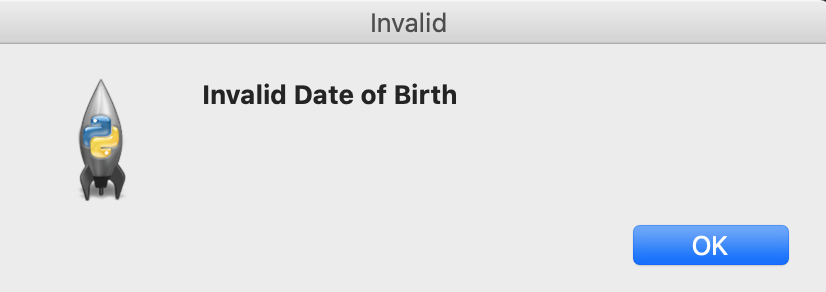 Invalid
Invalid Date of Birth
OK